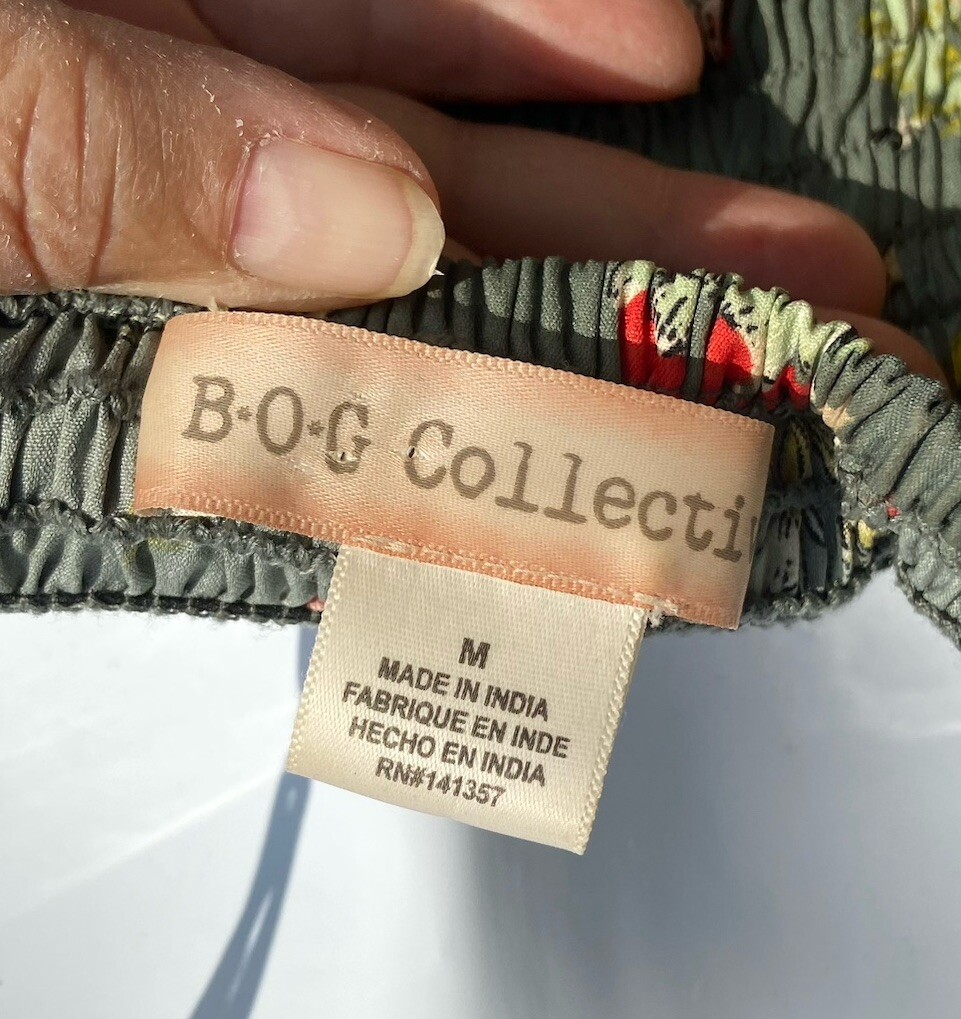 B*O*G Collecti
M
MADE IN INDIA
FABRIQUE EN INDE
HECHO EN INDIA
RN#141357